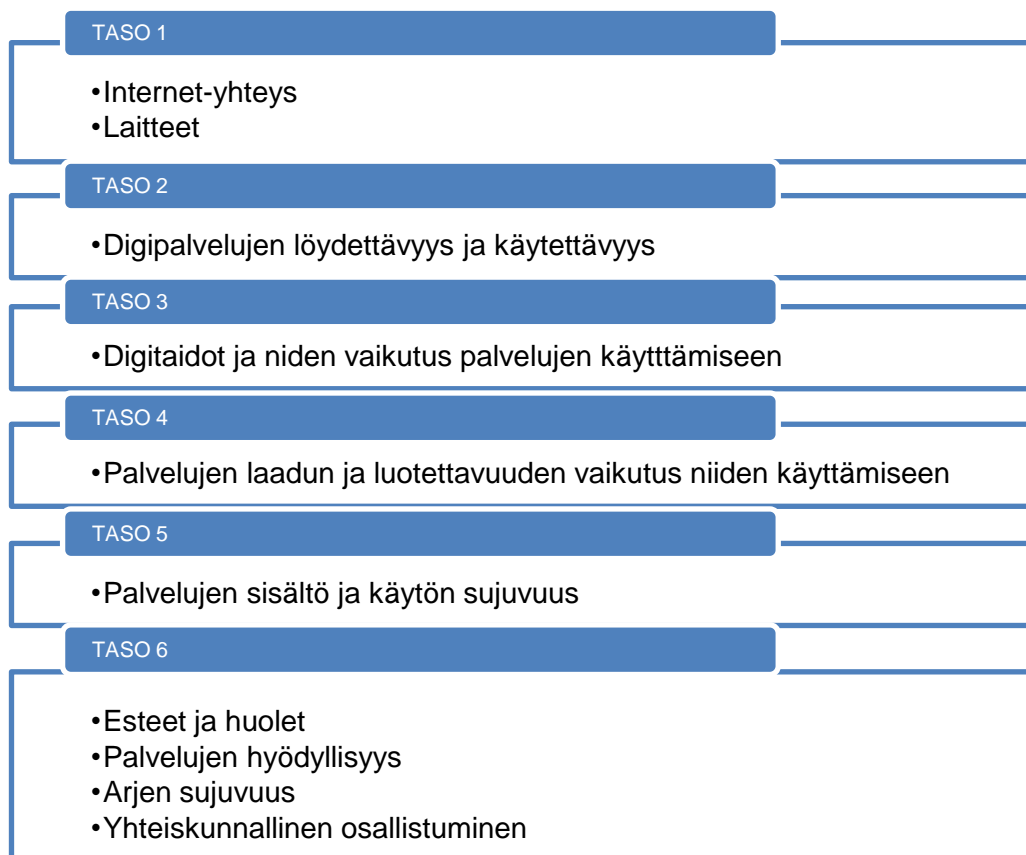 TASO 1
•Internet-yhteys
•Laitteet
TASO 2
•Digipalvelujen löydettävyys ja käytettävyys
TASO 3
•Digitaidot ja niden vaikutus palvelujen käytttämiseen
TASO 4
•Palvelujen laadun ja luotettavuuden vaikutus niiden käyttämiseen
TASO 5
•Palvelujen sisältö ja käytön sujuvuus
TASO 6
•Esteet ja huolet
•Palvelujen hyödyllisyys
•Arjen sujuvuus
•Yhteiskunnallinen osallistuminen